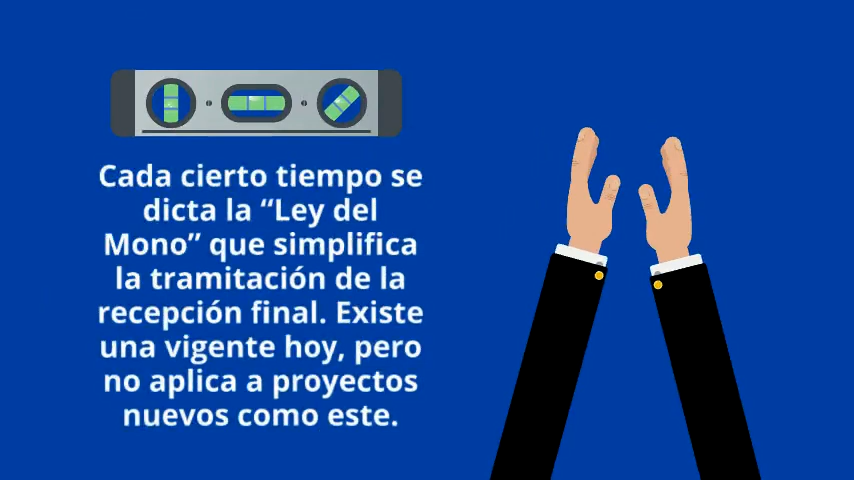 Cada cierto tiempo se
dicta la “Ley del
Mono” que simplifica
la tramitación de la
recepción final. Existe
una vigente hoy, pero
no aplica a proyectos
nuevos como este.